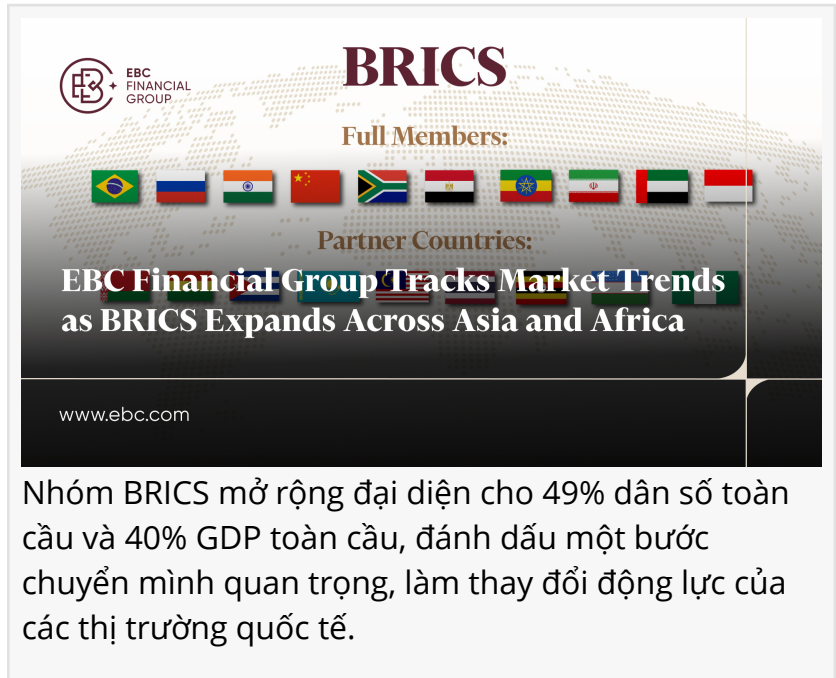 EBC
FINANCIAL
GROUP
BRICS
Full Members:
Partner Countries:
EBC Financial Group Tracks Market Trends
as BRICS Expands Across Asia and Africa
www.ebc.com
Nhóm BRICS mở rộng đại diện cho 49% dân số toàn
cầu và 40% GDP toàn cầu, đánh dấu một bước
chuyển mình quan trọng, làm thay đổi động lực của
các thị trường quốc tế.